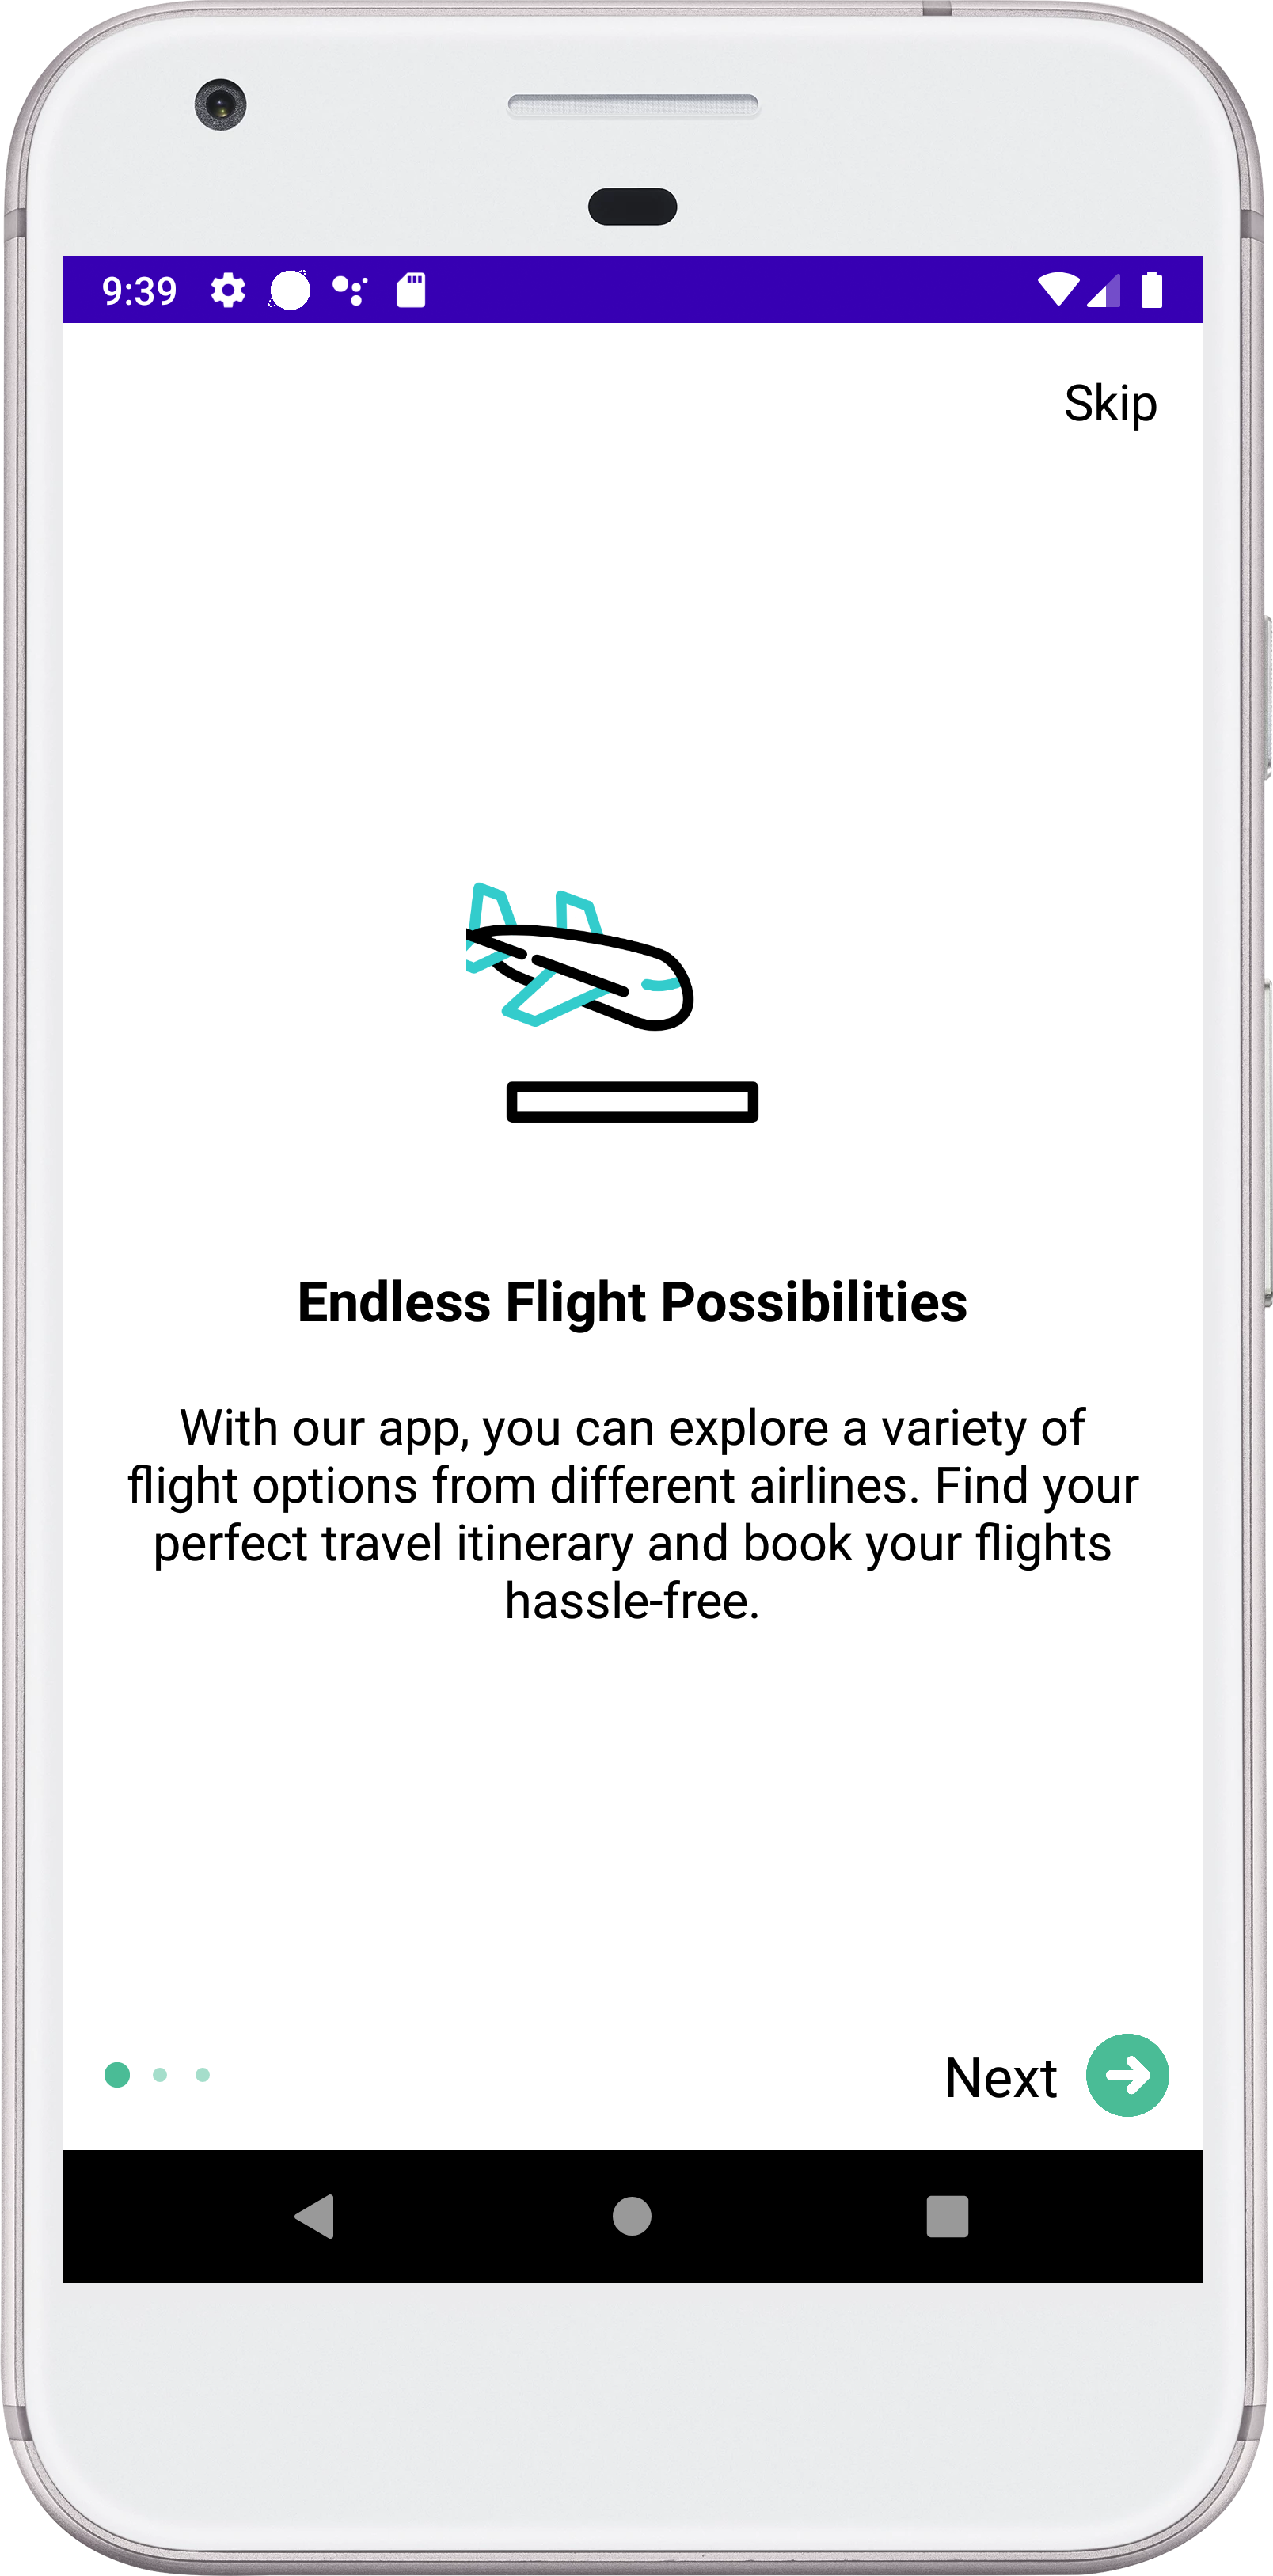 9:39
Skip
Endless Flight Possibilities
With our app, you can explore a variety of
flight options from different airlines. Find your
perfect travel itinerary and book your flights
hassle-free.
Next